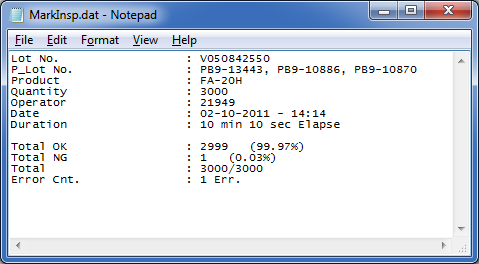 MarkInsp.dat - Notepad
File Edit Format View Help
Lot No. : V050842550
P_Lot No. : PB9-13443, PB9-10886, PB9-10870
Product : FA-20H
Quantity : 3000
Operator : 21949
Date : 02-10-2011 - 14:14
Duration : 10 min 10 sec Elapse
Total OK : 2999 (99.97%)
Total NG : 1 (0.03%)
Total : 3000/3000
Error Cnt. : 1 Err.